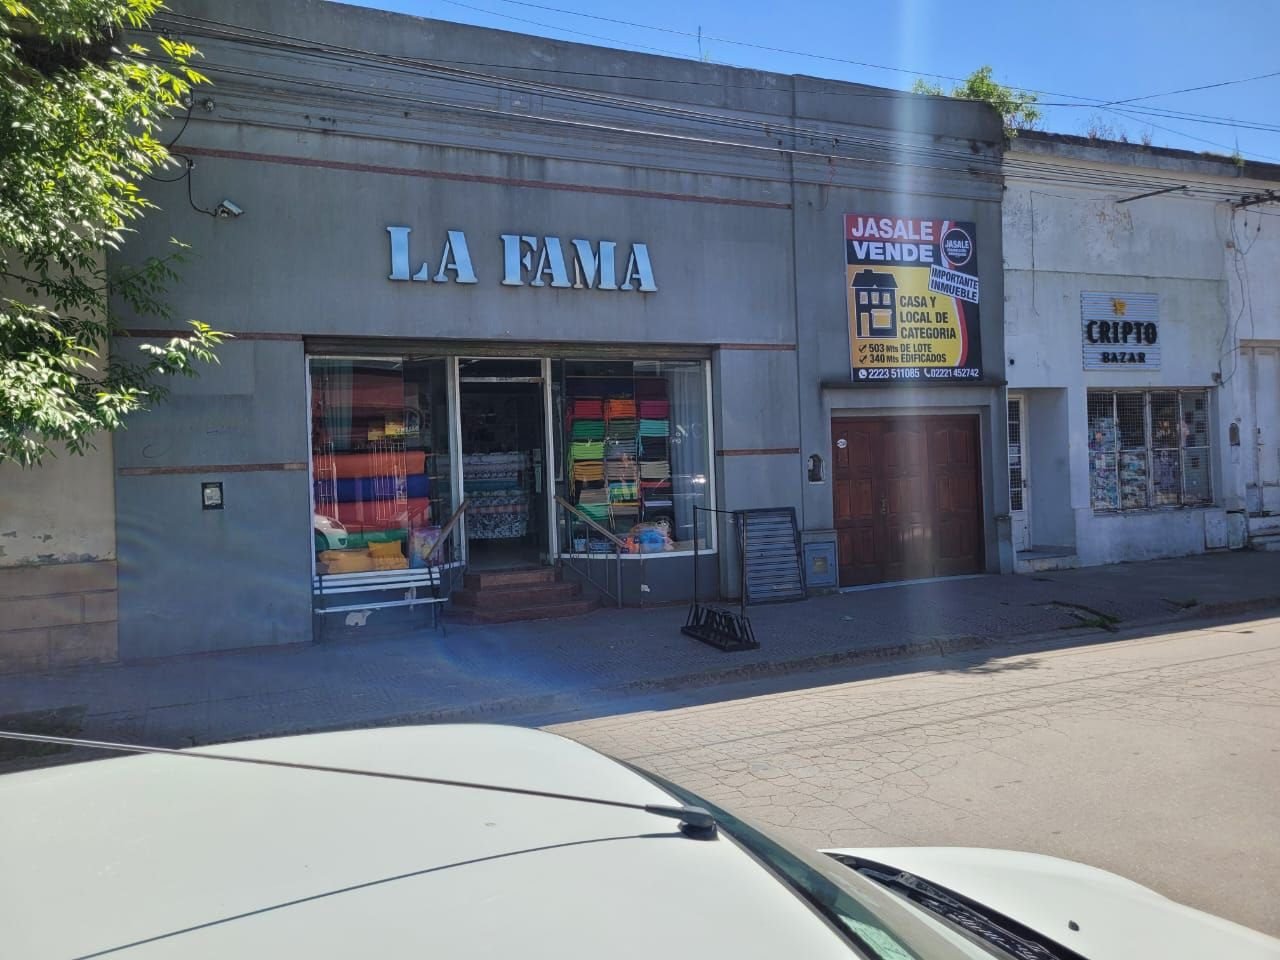 LA FAMA
JASALE
VENDE
JASALE
IMPORTANTE
INMUEBLE
CASA Y
LOCAL DE
CATEGORIA
503 Mts DE LOTE
340 Mts EDIFICADOS
2223 511085 02221 452742
CRIPTO
BAZAR